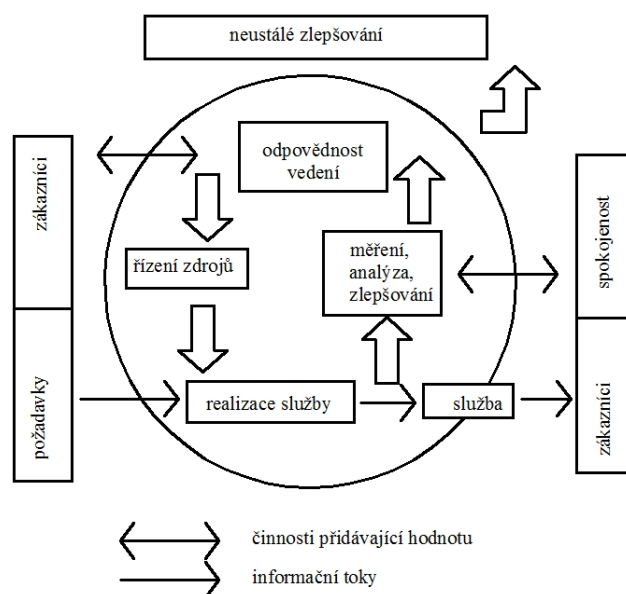 neustálé zlepšování
odpovědnost
vedení
zákazníci
požadavky
řízení zdrojů
měření,
analýza,
zlepšování
realizace služby
služba
spokojenost
zákazníci
činnosti přidávající hodnotu
informační toky